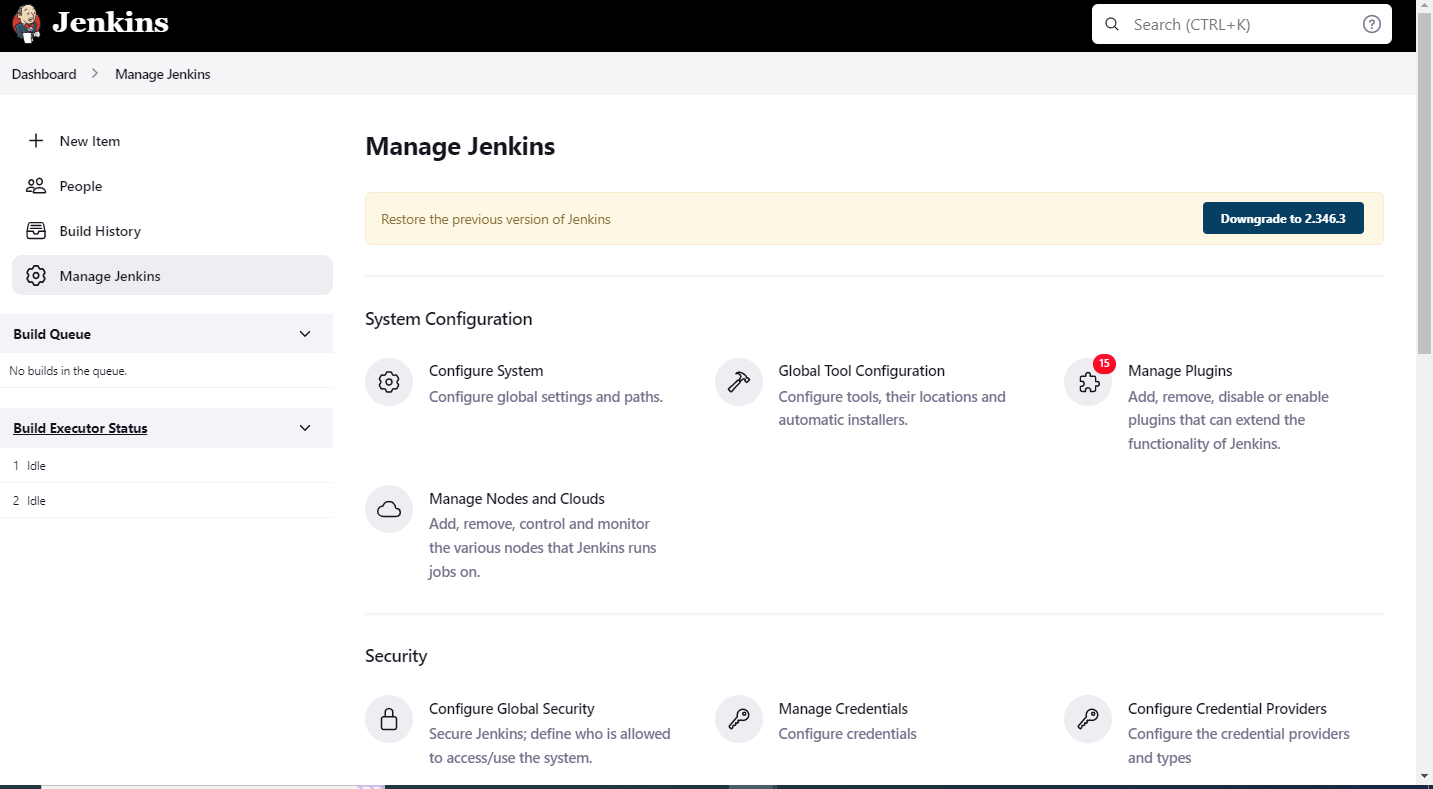 Jenkins
Search (CTRL+K)
Dashboard
Manage Jenkins
New Item
People
Build History
Manage Jenkins
Build Queue
No builds in the queue.
Build Executor Status
1 Idle
2 Idle
Manage Jenkins
Restore the previous version of Jenkins
Downgrade to 2.346.3
System Configuration
Configure System
Configure global settings and paths.
Global Tool Configuration
Configure tools, their locations and
automatic installers.
15
Manage Plugins
Add, remove, disable or enable
plugins that can extend the
functionality of Jenkins.
Manage Nodes and Clouds
Add, remove, control and monitor
the various nodes that Jenkins runs
jobs on.
Security
Configure Global Security
Secure Jenkins; define who is allowed
to access/use the system.
Manage Credentials
Configure credentials
Configure Credential Providers
Configure the credential providers
and types